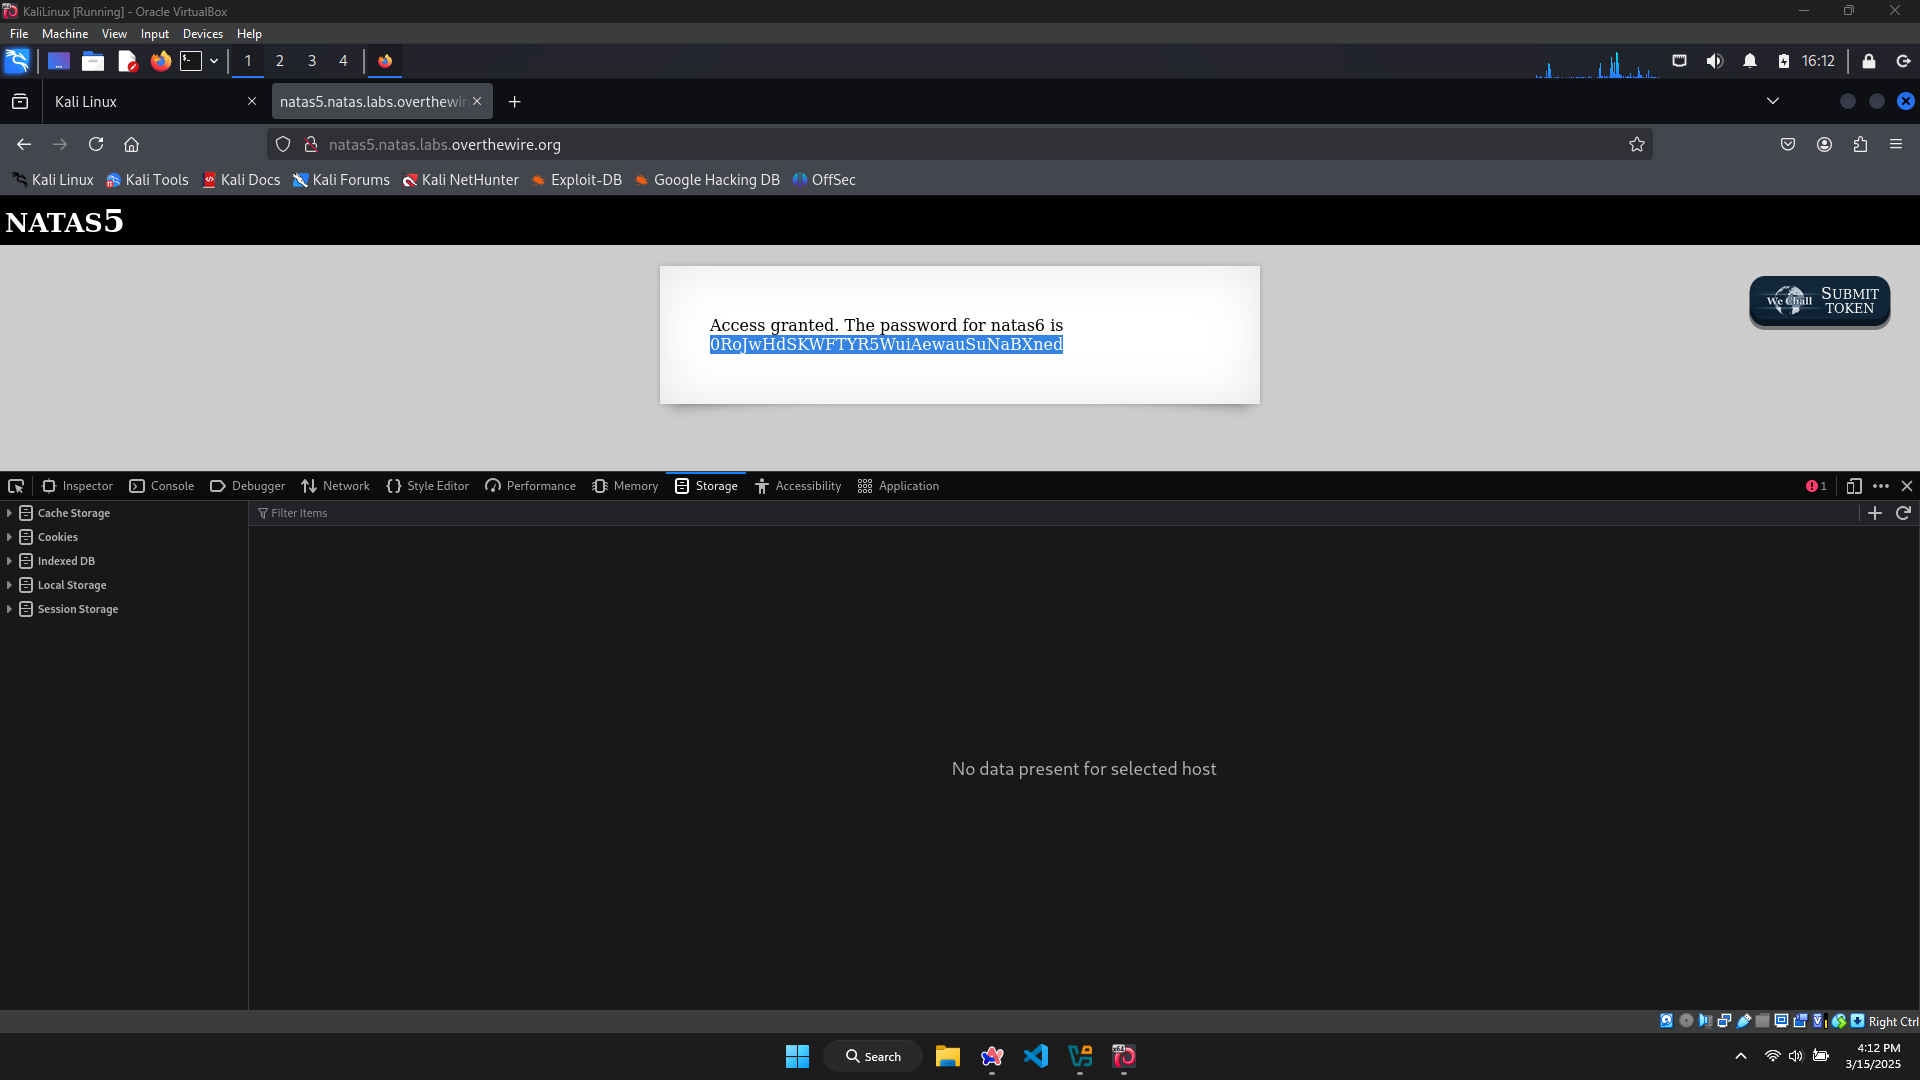 KaliLinux [Running] - Oracle VirtualBox
File Machine View Input Devices Help
1 2 3 4 16:12
Kali Linux natas5.natas.labs.overthewir
natas5.natas.labs.overthewire.org
Kali Linux Kali Tools Kali Docs Kali Forums Kali NetHunter Exploit-DB Google Hacking DB OffSec
NATAS5
We Chall SUBMIT TOKEN
Access granted. The password for natas6 is
0RoJwHdSKWFTYR5WuiAewauSuNaBXned
Inspector Console Debugger Network Style Editor Performance Memory Storage Accessibility Application 1
Cache Storage Filter Items
Cookies
Indexed DB
Local Storage
Session Storage
No data present for selected host
Right Ctrl
Search 4:12 PM
3/15/2025